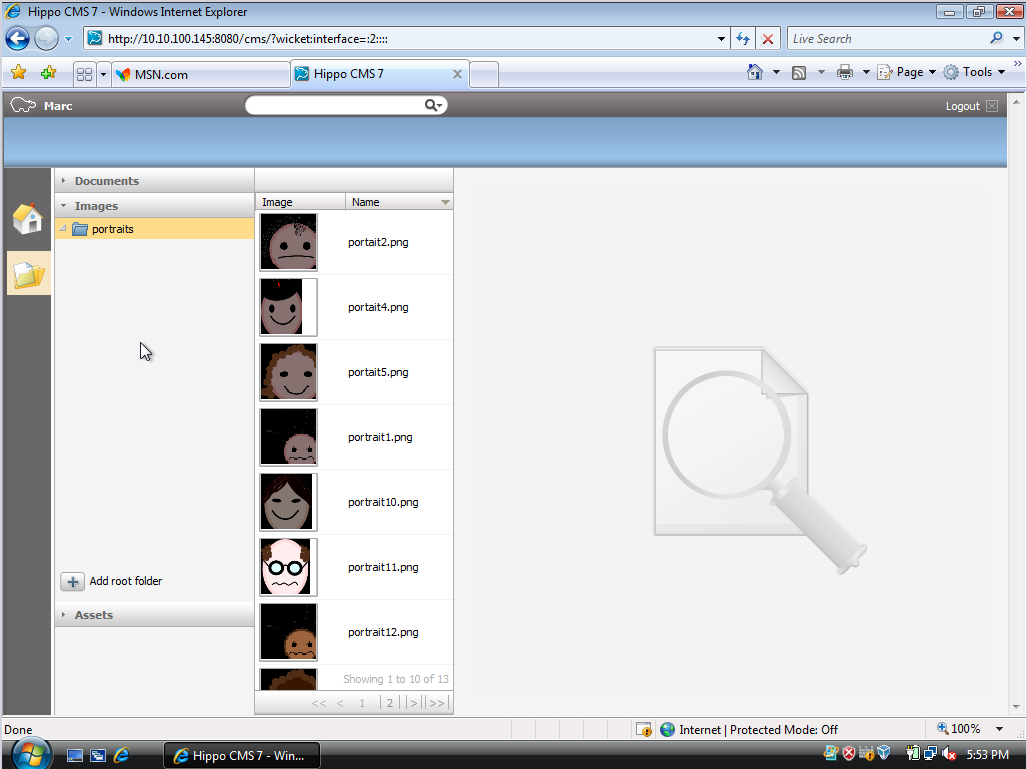 Hippo CMS 7 - Windows Internet Explorer
http://10.10.100.145:8080/cms/?wicket:interface=:2::::
Live Search
MSN.com
Hippo CMS 7
Page
Tools
Marc
Logout
Documents
Images
portraits
Image
Name
portait2.png
portait4.png
portait5.png
portrait1.png
portrait10.png
portrait11.png
portrait12.png
Add root folder
Assets
Showing 1 to 10 of 13
<< < 1 2 > >>
Done
Internet | Protected Mode: Off
100%
Hippo CMS 7 - Win...
5:53 PM